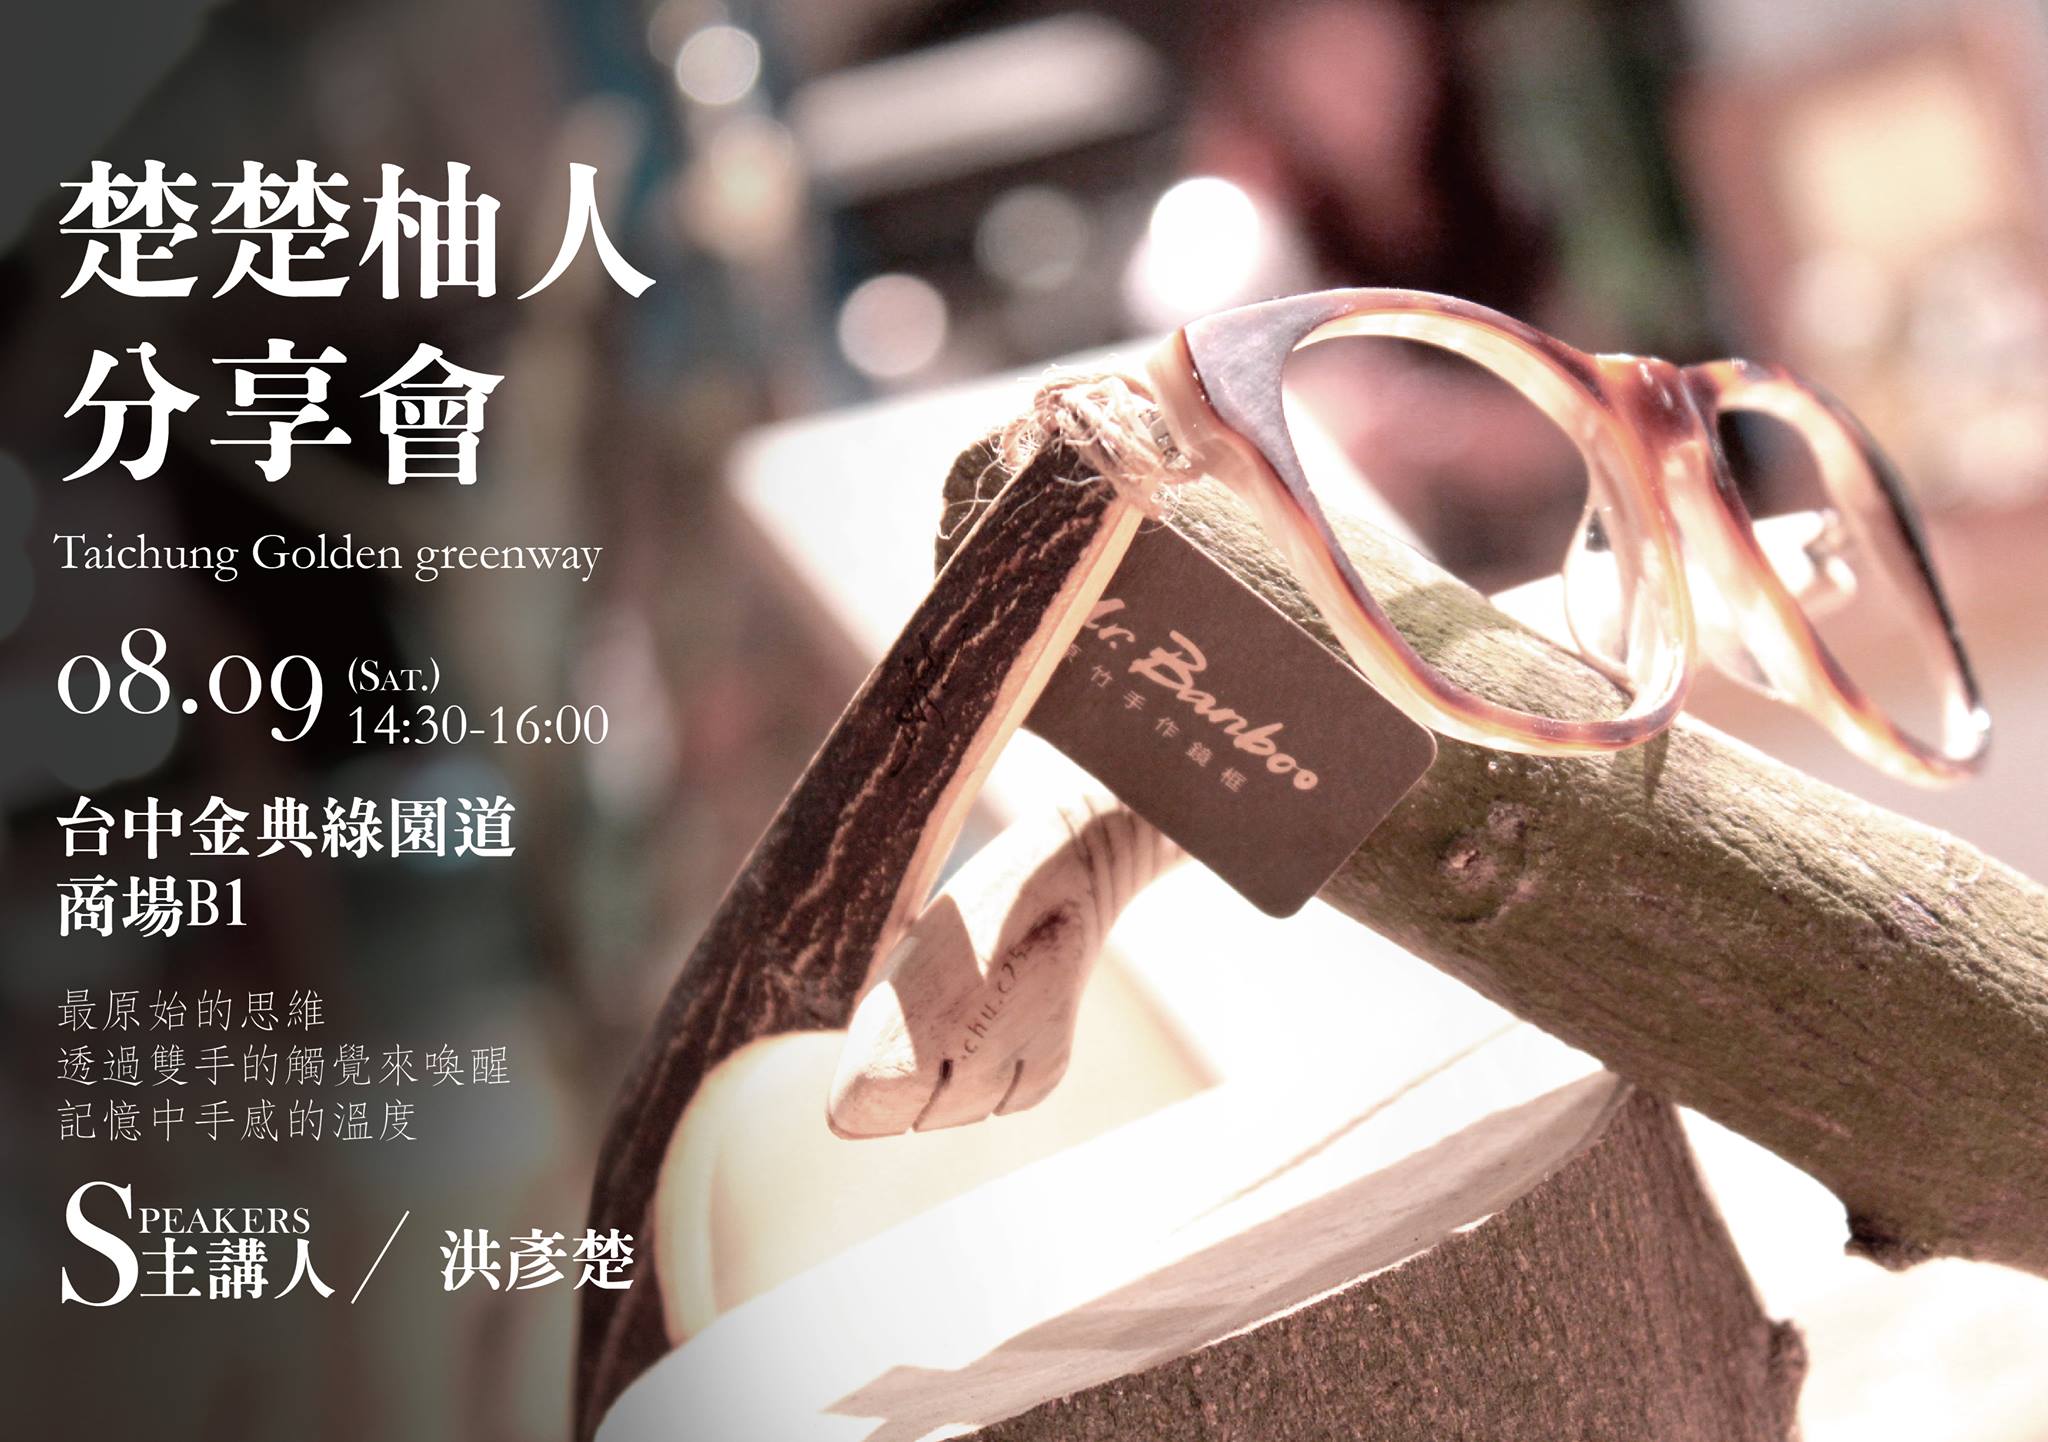 楚楚柚人
分享會
Taichung Golden greenway
08.09 (SAT.)
14:30-16:00
台中金典綠園道
商場B1
最原始的思維
透過雙手的觸覺來喚醒
記憶中手感的溫度
SPEAKERS
主講人／ 洪彥楚
Bamboo
竹手作鏡框